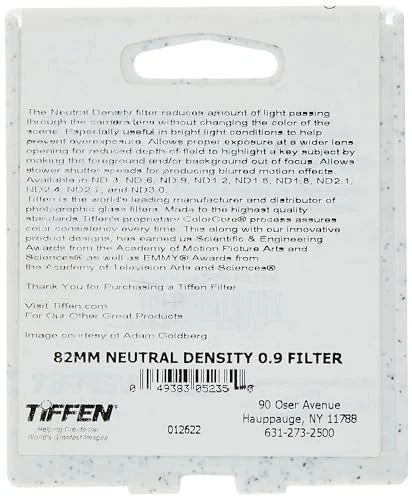 The Neutral Density filter reduces amount of light passing
through the camera lens without changing the color of the
scene. Especially useful in bright light conditions to help
prevent overexposure. Allows proper exposure at a wider lens
opening for reduced depth-of-field to highlight a key subject by
making the foreground and/or background out of focus. Allows
slower shutter speeds for producing blurred motion effects.
Available in ND.3, ND.6, ND.9, ND1.2, ND1.5, ND1.8, ND2.1,
ND2.4, ND2.7, and ND3.0.
Tiffen is the world's leading manufacturer and distributor of
photographic glass filters. Made to the highest quality
standards, Tiffen's proprietary ColorCore® process assures
color consistency every time. This along with our innovative
product designs, has earned us Scientific & Engineering
Awards from the Academy of Motion Picture Arts and
Sciences® as well as EMMY® Awards from
the Academy of Television Arts and Sciences®
Thank You for Purchasing a Tiffen Filter
Visit Tiffen.com
For Our Other Great Products
Image courtesy of Adam Goldberg
82MM NEUTRAL DENSITY 0.9 FILTER
0 49383 05235 8
TIFFEN®
Helping Create the
World's Greatest Images
012622
90 Oser Avenue
Hauppauge, NY 11788
631-273-2500